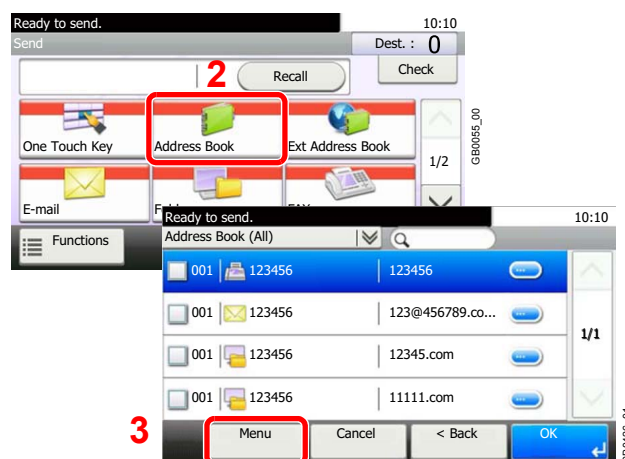 Ready to send. 10:10
Send Dest. : 0
2 Recall Check
One Touch Key Address Book Ext Address Book 1/2
GB0055_00
E-mail
Functions
Ready to send. 10:10
Address Book (All)
001 123456 123456
001 123456 123@456789.co...
1/1
001 123456 12345.com
001 123456 11111.com
3 Menu Cancel < Back OK